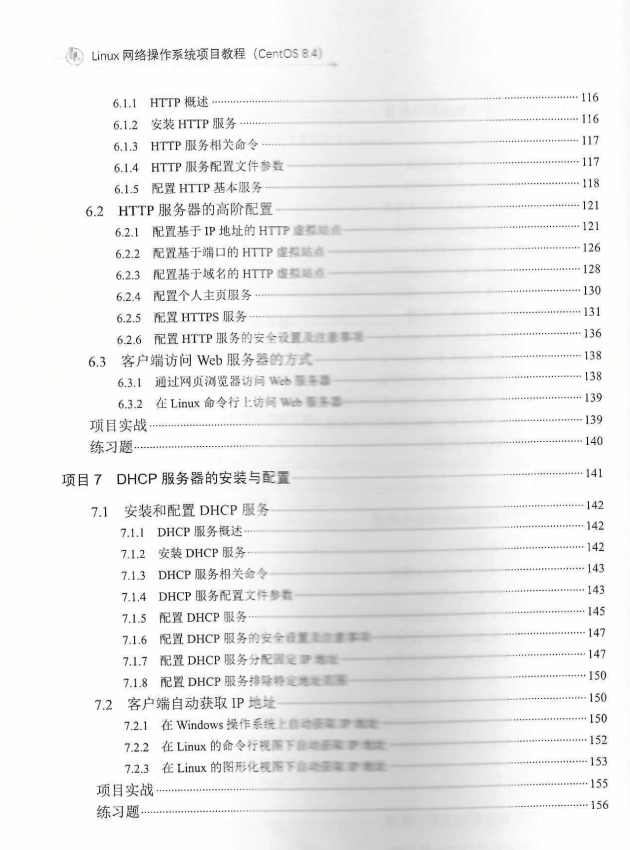 Linux 网络操作系统项目教程（CentOS 8.4）
6.1.1 HTTP 概述 116
6.1.2 安装 HTTP 服务 116
6.1.3 HTTP 服务相关命令 117
6.1.4 HTTP 服务配置文件参数 117
6.1.5 配置 HTTP 基本服务 118
6.2 HTTP 服务器的高阶配置 121
6.2.1 配置基于 IP 地址的 HTTP 虚拟站点 121
6.2.2 配置基于端口的 HTTP 虚拟站点 126
6.2.3 配置基于域名的 HTTP 虚拟站点 128
6.2.4 配置个人主页服务 130
6.2.5 配置 HTTPS 服务 131
6.2.6 配置 HTTP 服务的安全设置及注意事项 136
6.3 客户端访问 Web 服务器的方式 138
6.3.1 通过网页浏览器访问 Web 服务器 138
6.3.2 在 Linux 命令行上访问 Web 服务器 139
项目实战 139
练习题 140
项目 7 DHCP 服务器的安装与配置 141
7.1 安装和配置 DHCP 服务 142
7.1.1 DHCP 服务概述 142
7.1.2 安装 DHCP 服务 142
7.1.3 DHCP 服务相关命令 143
7.1.4 DHCP 服务配置文件参数 143
7.1.5 配置 DHCP 服务 145
7.1.6 配置 DHCP 服务的安全设置及注意事项 147
7.1.7 配置 DHCP 服务分配固定 IP 地址 147
7.1.8 配置 DHCP 服务排除特定地址范围 150
7.2 客户端自动获取 IP 地址 150
7.2.1 在 Windows 操作系统上自动获取 IP 地址 150
7.2.2 在 Linux 的命令行视图下自动获取 IP 地址 152
7.2.3 在 Linux 的图形化视图下自动获取 IP 地址 153
项目实战 155
练习题 156